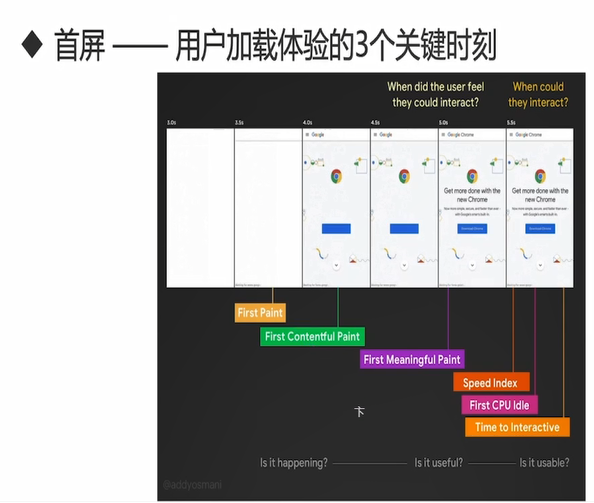 ◆ 首屏 —— 用户加载体验的3个关键时刻
When did the user feel
they could interact?
When could
they interact?
3.0s 3.5s 4.0s 4.5s 5.0s 5.5s
Google
Google
Google Chrome
Google Chrome
Get more done with the
new Chrome
Get more done with the
new Chrome
First Paint
First Contentful Paint
First Meaningful Paint
Speed Index
First CPU Idle
Time to Interactive
卞
Is it happening?
Is it useful?
Is it usable?
@addyosmani